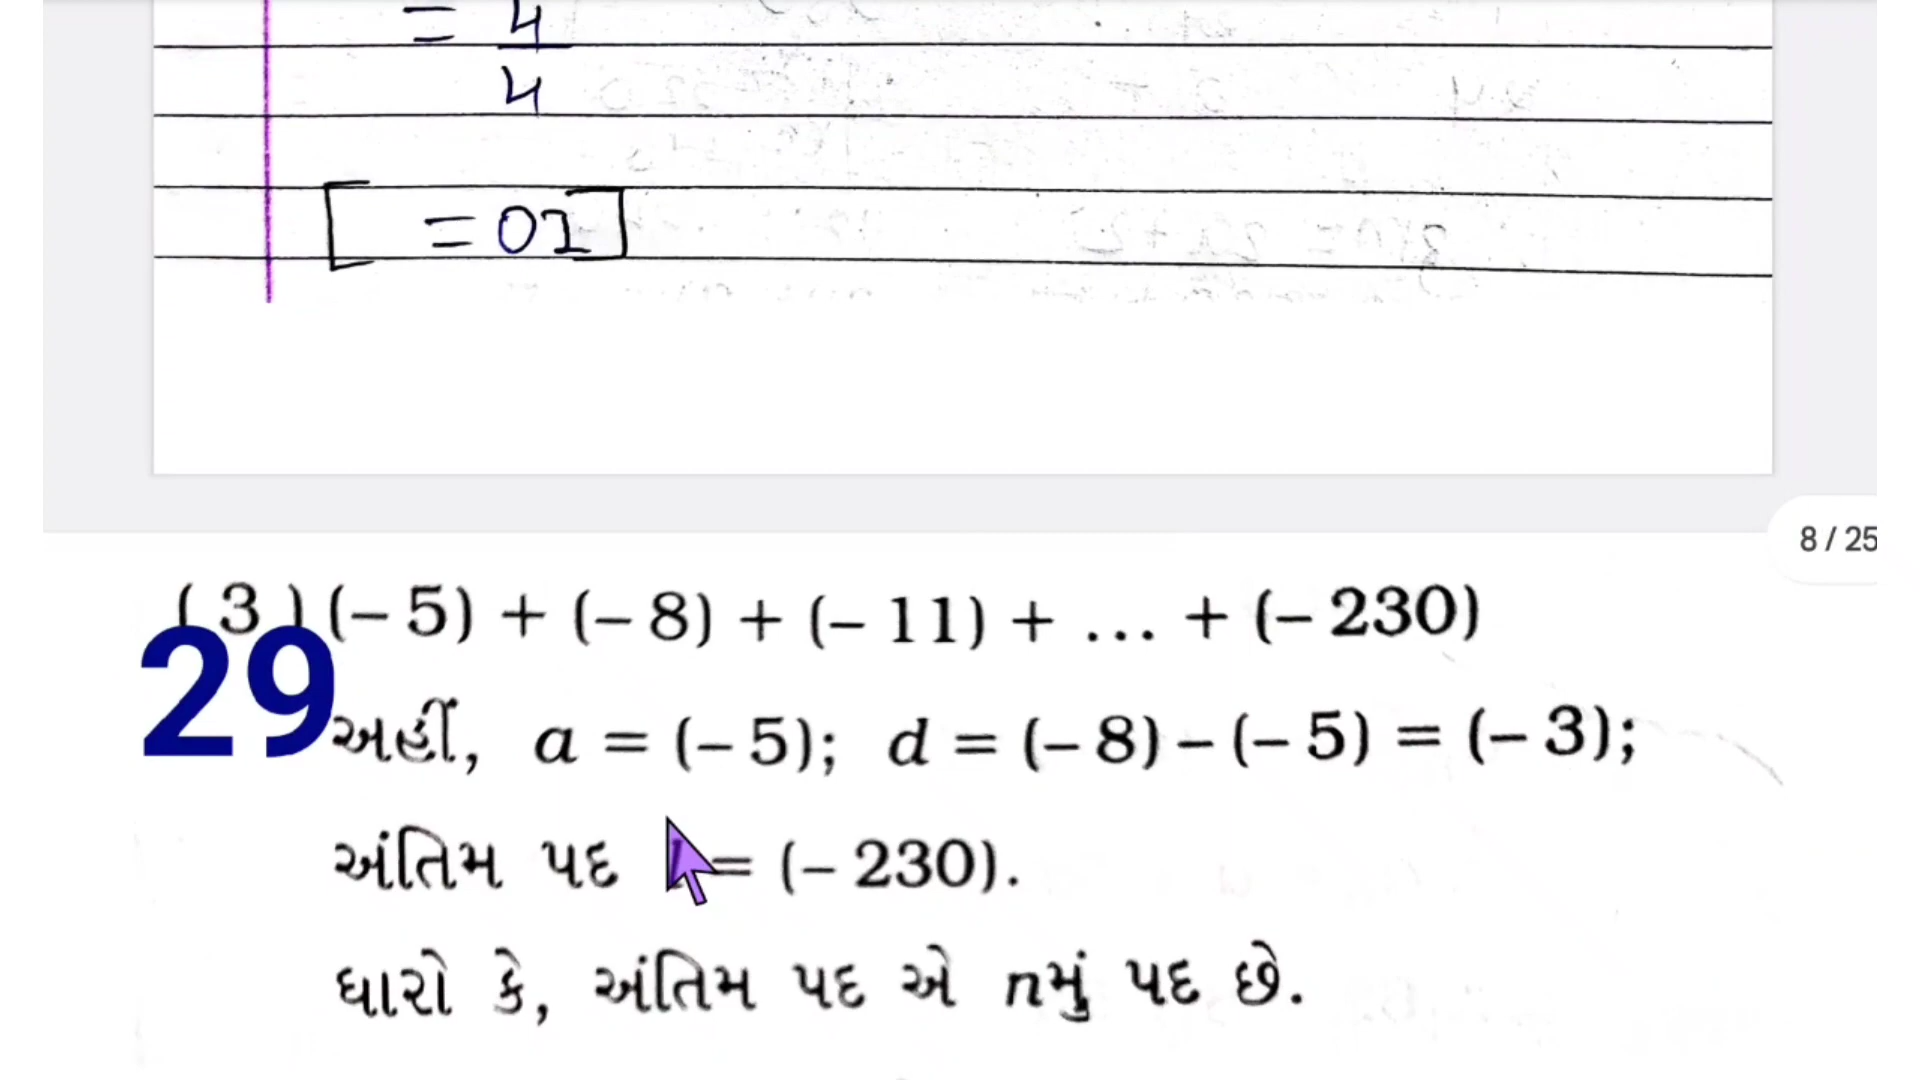 = 4
4
= 01
8 / 25
(3) (– 5) + (– 8) + (– 11) + ... + (– 230)
29
અહીં, a = (– 5); d = (– 8) – (– 5) = (– 3);
અંતિમ પદ l = (– 230).
ધારો કે, અંતિમ પદ એ nમું પદ છે.